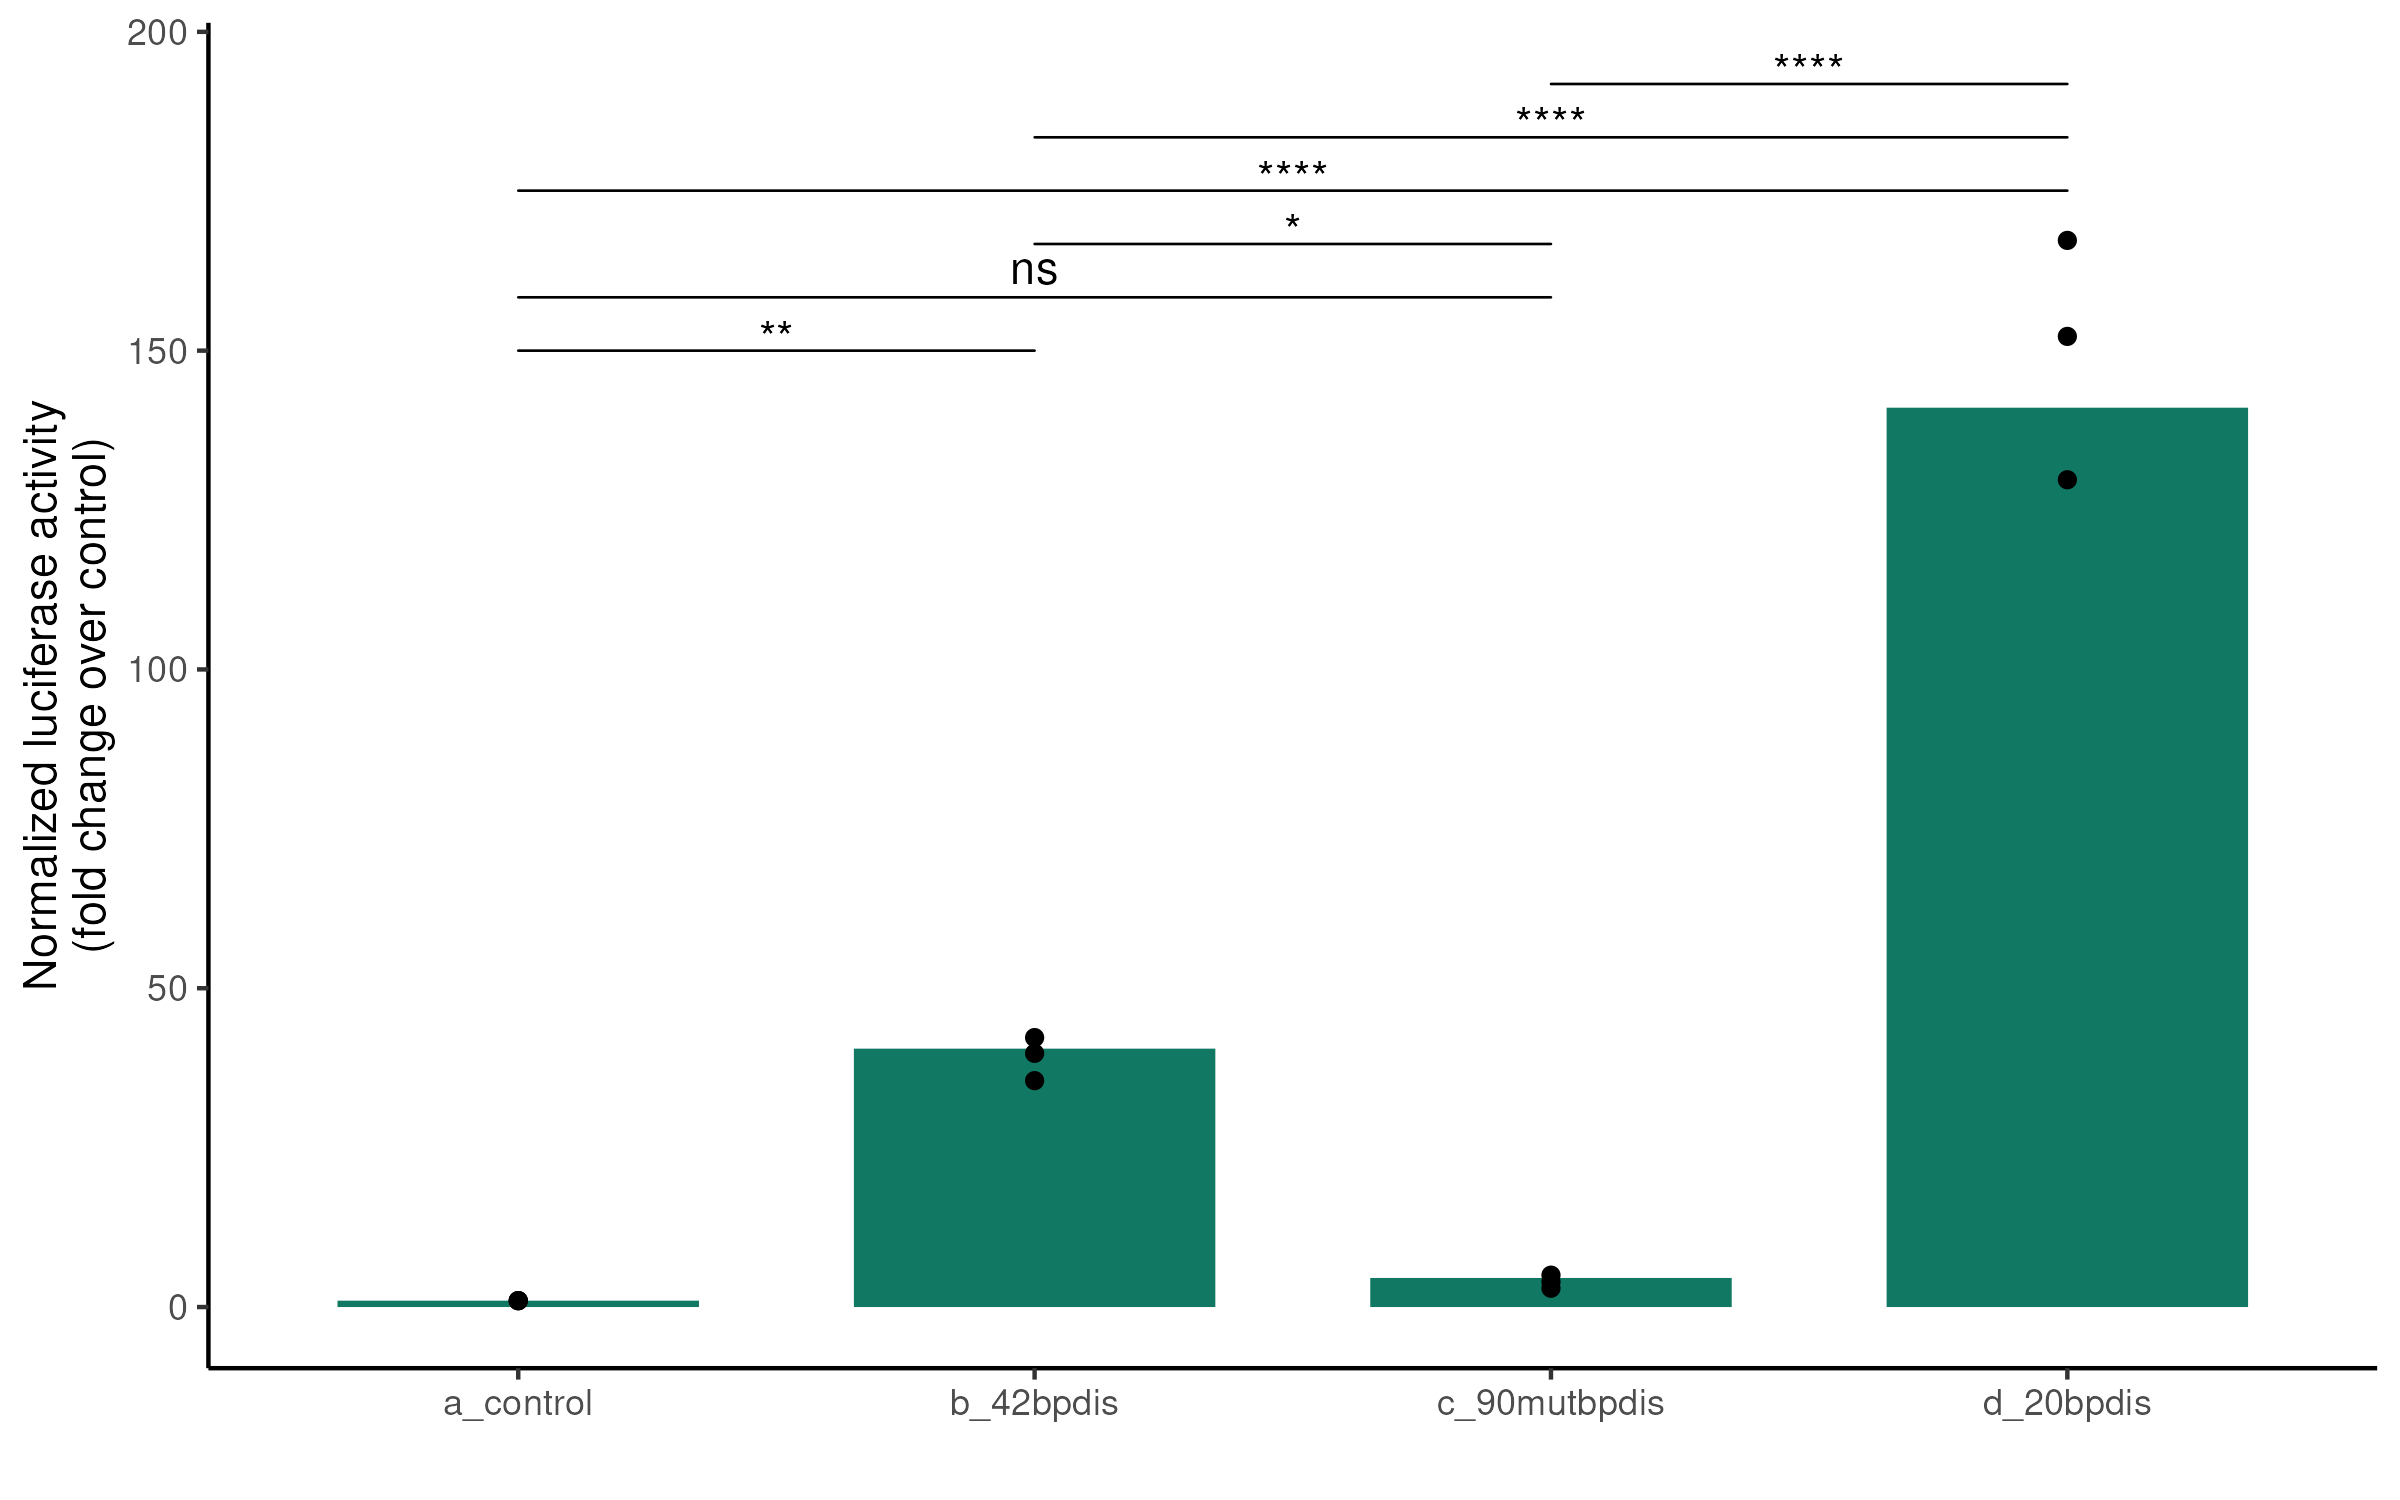 Normalized luciferase activity
(fold change over control)
200
150
100
50
0
****
****
****
*
ns
**
a_control
b_42bpdis
c_90mutbpdis
d_20bpdis